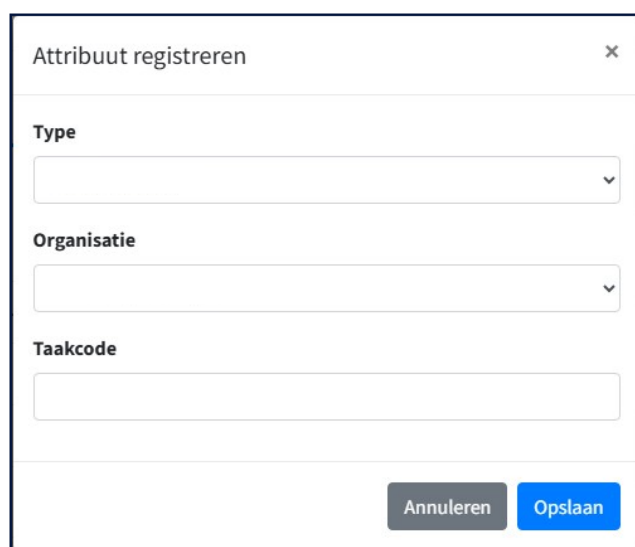 Attribuut registreren ×
Type
Organisatie
Taakcode
Annuleren Opslaan